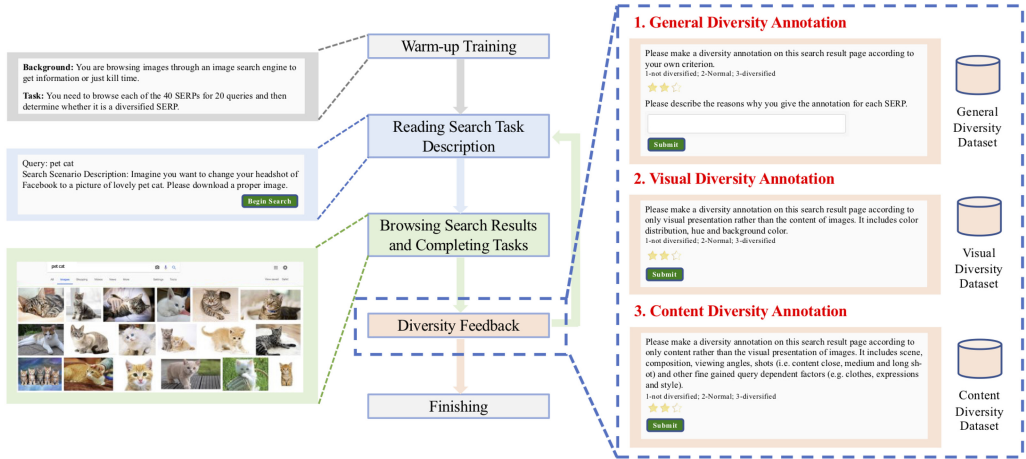 Background: You are browsing images through an image search engine to
get information or just kill time.
Task: You need to browse each of the 40 SERPs for 20 queries and then
determine whether it is a diversified SERP.
Query: pet cat
Search Scenario Description: Imagine you want to change your headshot of
Facebook to a picture of lovely pet cat. Please download a proper image.
Begin Search
pet cat
Warm-up Training
Reading Search Task
Description
Browsing Search Results
and Completing Tasks
Diversity Feedback
Finishing
1. General Diversity Annotation
Please make a diversity annotation on this search result page according to
your own criterion.
1-not diversified; 2-Normal; 3-diversified
Please describe the reasons why you give the annotation for each SERP.
Submit
General
Diversity
Dataset
2. Visual Diversity Annotation
Please make a diversity annotation on this search result page according to
only visual presentation rather than the content of images. It includes color
distribution, hue and background color.
1-not diversified; 2-Normal; 3-diversified
Submit
Visual
Diversity
Dataset
3. Content Diversity Annotation
Please make a diversity annotation on this search result page according to
only content rather than the visual presentation of images. It includes scene,
composition, viewing angles, shots (i.e. content close, medium and long sh-
ot) and other fine gained query dependent factors (e.g. clothes, expressions
and style).
1-not diversified; 2-Normal; 3-diversified
Submit
Content
Diversity
Dataset